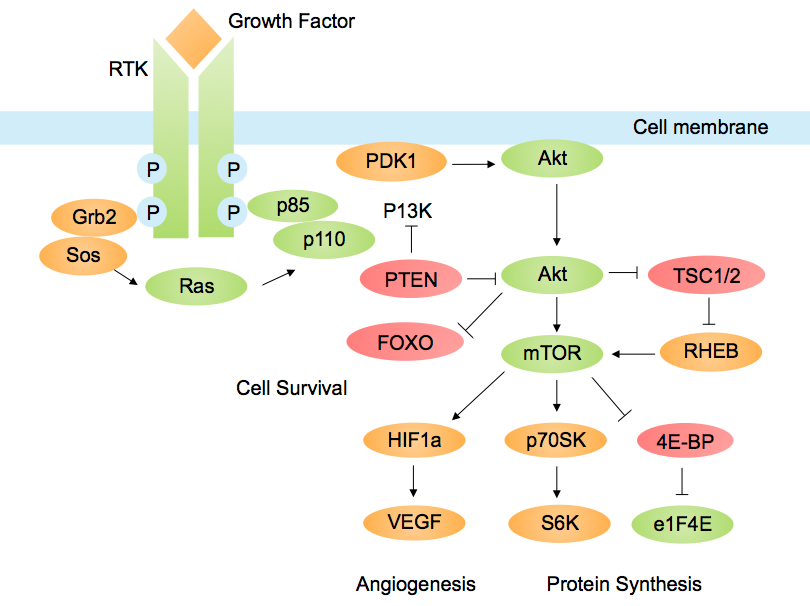 Growth Factor
RTK
Cell membrane
PDK1
Akt
P
P
P
P
Grb2
Sos
p85
p110
P13K
Ras
PTEN
Akt
TSC1/2
FOXO
mTOR
RHEB
Cell Survival
HIF1a
p70SK
4E-BP
VEGF
S6K
e1F4E
Angiogenesis
Protein Synthesis